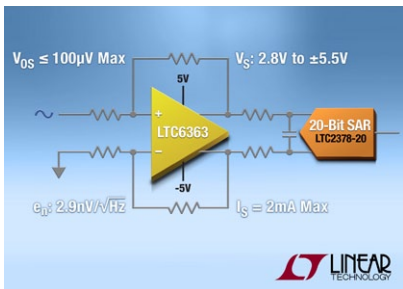 V_OS ≤ 100µV Max
V_S: 2.8V to ±5.5V
5V
+
LTC6363
–
-5V
20-Bit SAR
LTC2378-20
e_n: 2.9nV/√Hz
I_S = 2mA Max
LINEAR
TECHNOLOGY